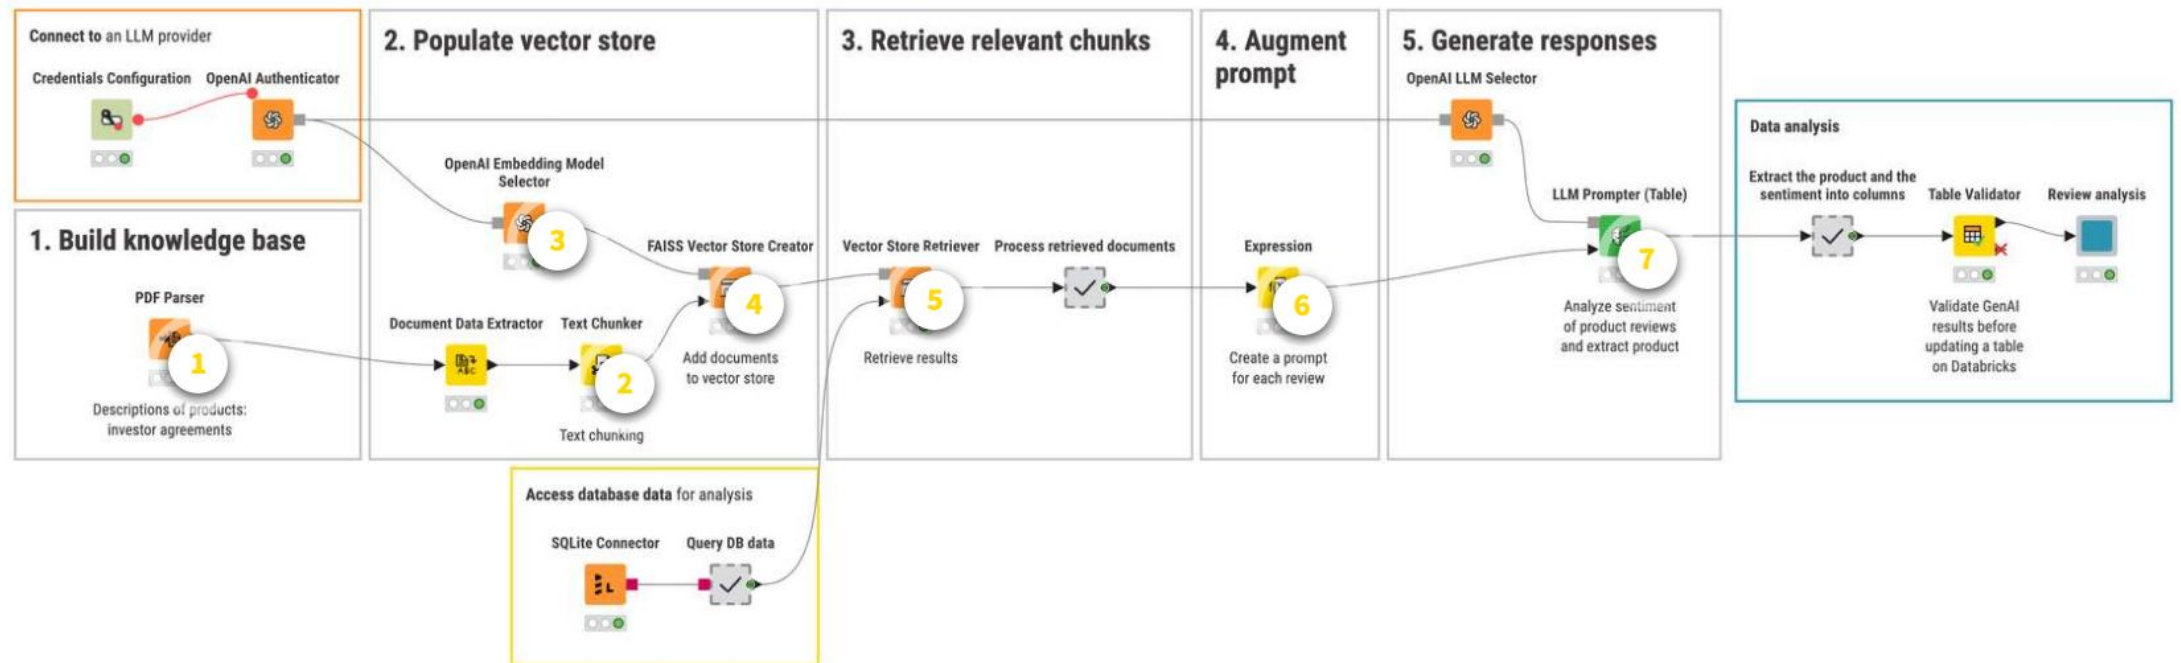 Connect to an LLM provider
Credentials Configuration
OpenAI Authenticator
1. Build knowledge base
PDF Parser
1
Descriptions of products:
investor agreements
2. Populate vector store
OpenAI Embedding Model
Selector
3
FAISS Vector Store Creator
4
Add documents
to vector store
Document Data Extractor
Text Chunker
2
Text chunking
Access database data for analysis
SQLite Connector
Query DB data
3. Retrieve relevant chunks
Vector Store Retriever
5
Retrieve results
Process retrieved documents
4. Augment
prompt
Expression
6
Create a prompt
for each review
5. Generate responses
OpenAI LLM Selector
LLM Prompter (Table)
7
Analyze sentiment
of product reviews
and extract product
Data analysis
Extract the product and the
sentiment into columns
Table Validator
Validate GenAI
results before
updating a table
on Databricks
Review analysis